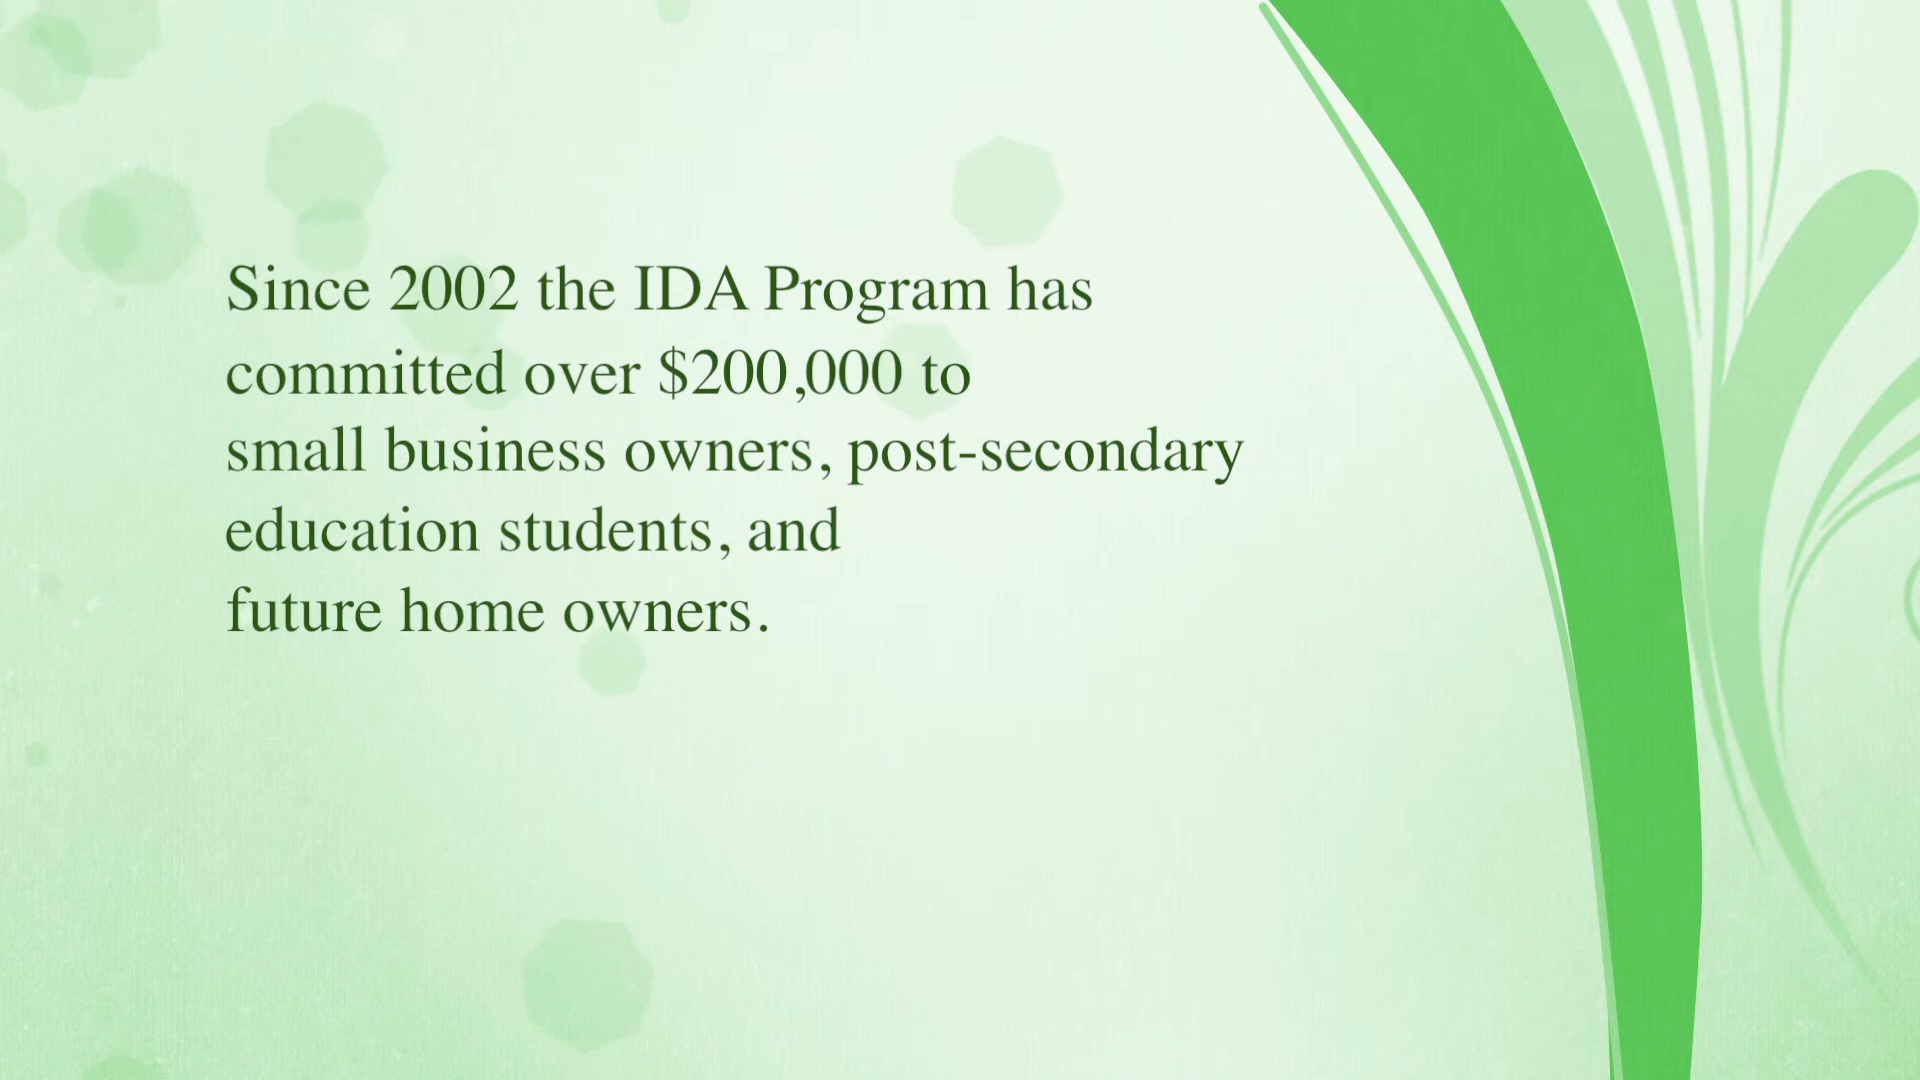 Since 2002 the IDA Program has
committed over $200,000 to
small business owners, post-secondary
education students, and
future home owners.